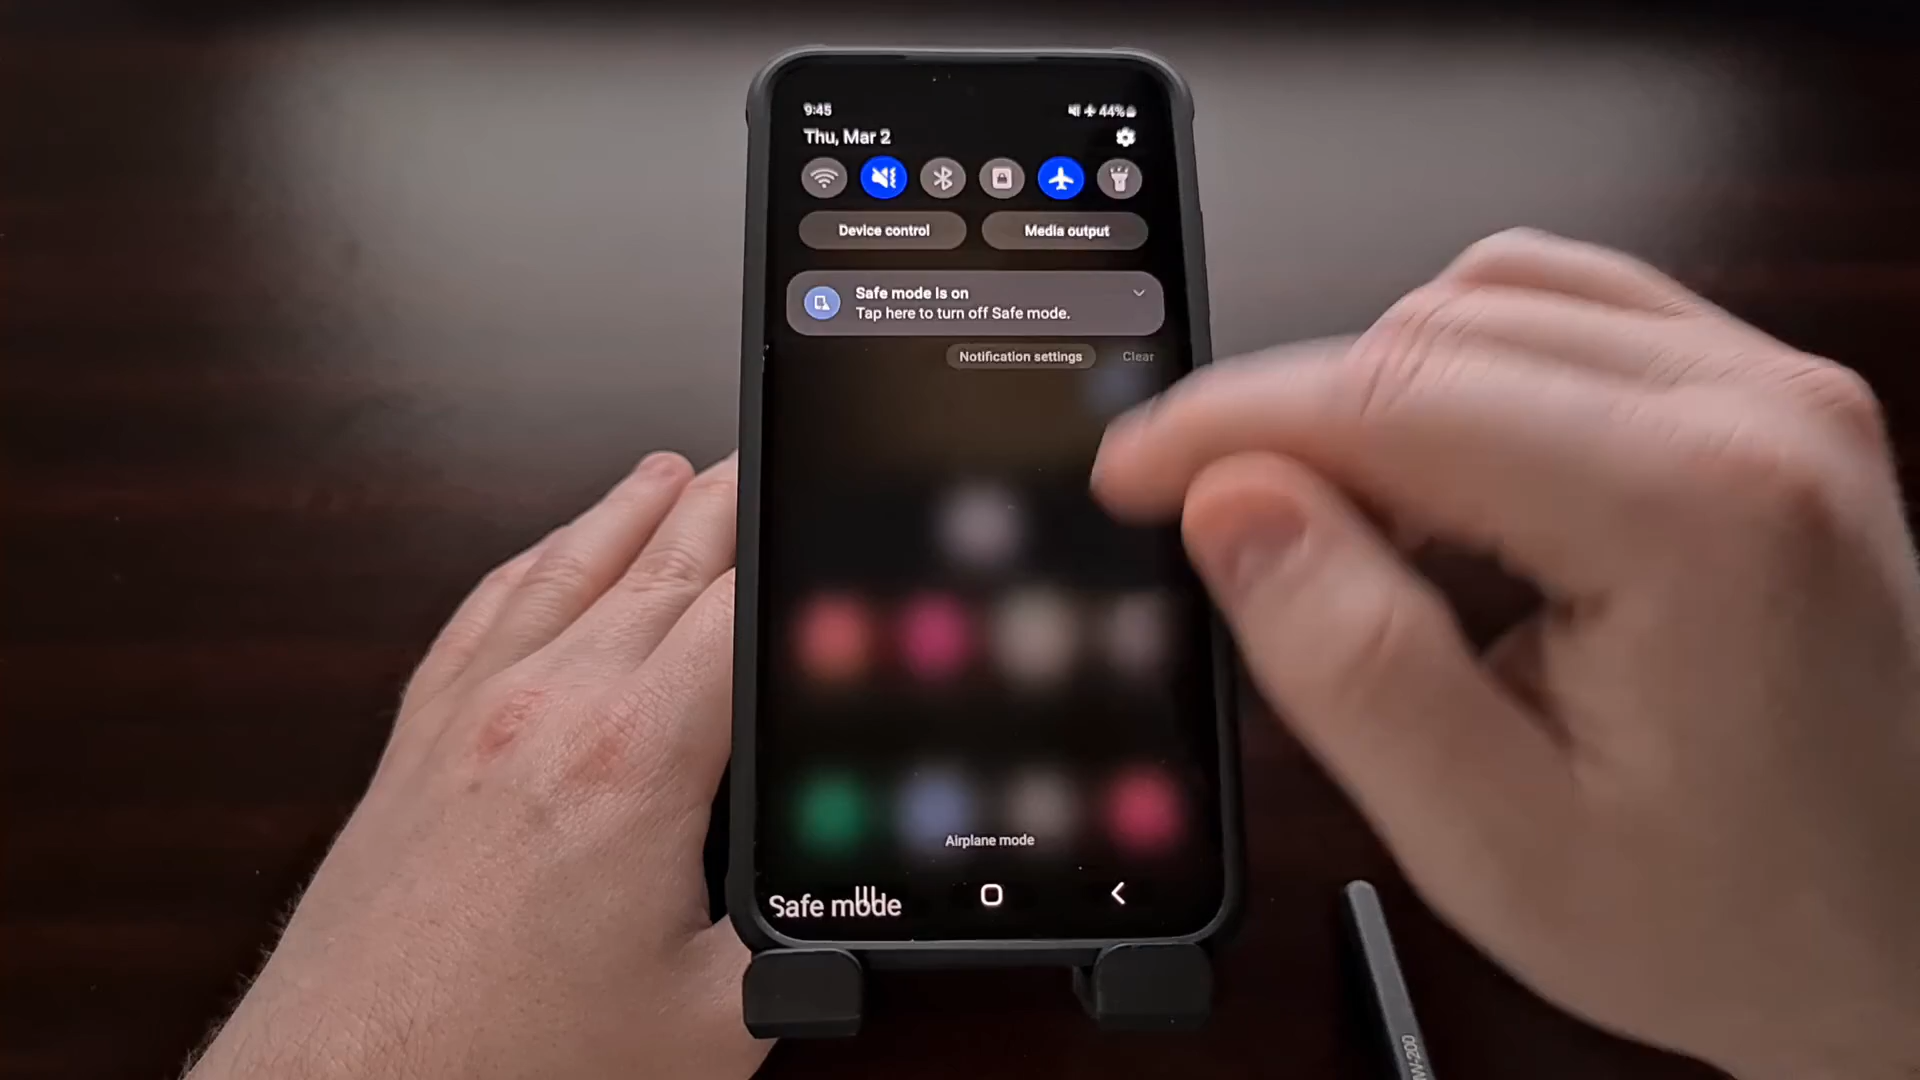 9:45
44%
Thu, Mar 2
Device control
Media output
Safe mode is on
Tap here to turn off Safe mode.
Notification settings
Clear
Airplane mode
Safe mode